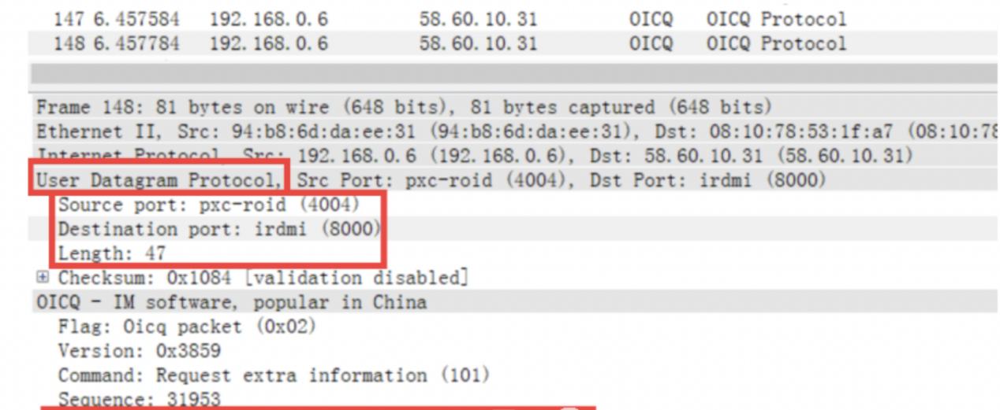 147 6.457584 192.168.0.6 58.60.10.31 OICQ OICQ Protocol
148 6.457784 192.168.0.6 58.60.10.31 OICQ OICQ Protocol
Frame 148: 81 bytes on wire (648 bits), 81 bytes captured (648 bits)
Ethernet II, Src: 94:b8:6d:da:ee:31 (94:b8:6d:da:ee:31), Dst: 08:10:78:53:1f:a7 (08:10:78
Internet Protocol, Src: 192.168.0.6 (192.168.0.6), Dst: 58.60.10.31 (58.60.10.31)
User Datagram Protocol, Src Port: pxc-roid (4004), Dst Port: irdmi (8000)
Source port: pxc-roid (4004)
Destination port: irdmi (8000)
Length: 47
Checksum: 0x1084 [validation disabled]
OICQ - IM software, popular in China
Flag: Oicq packet (0x02)
Version: 0x3859
Command: Request extra information (101)
Sequence: 31953